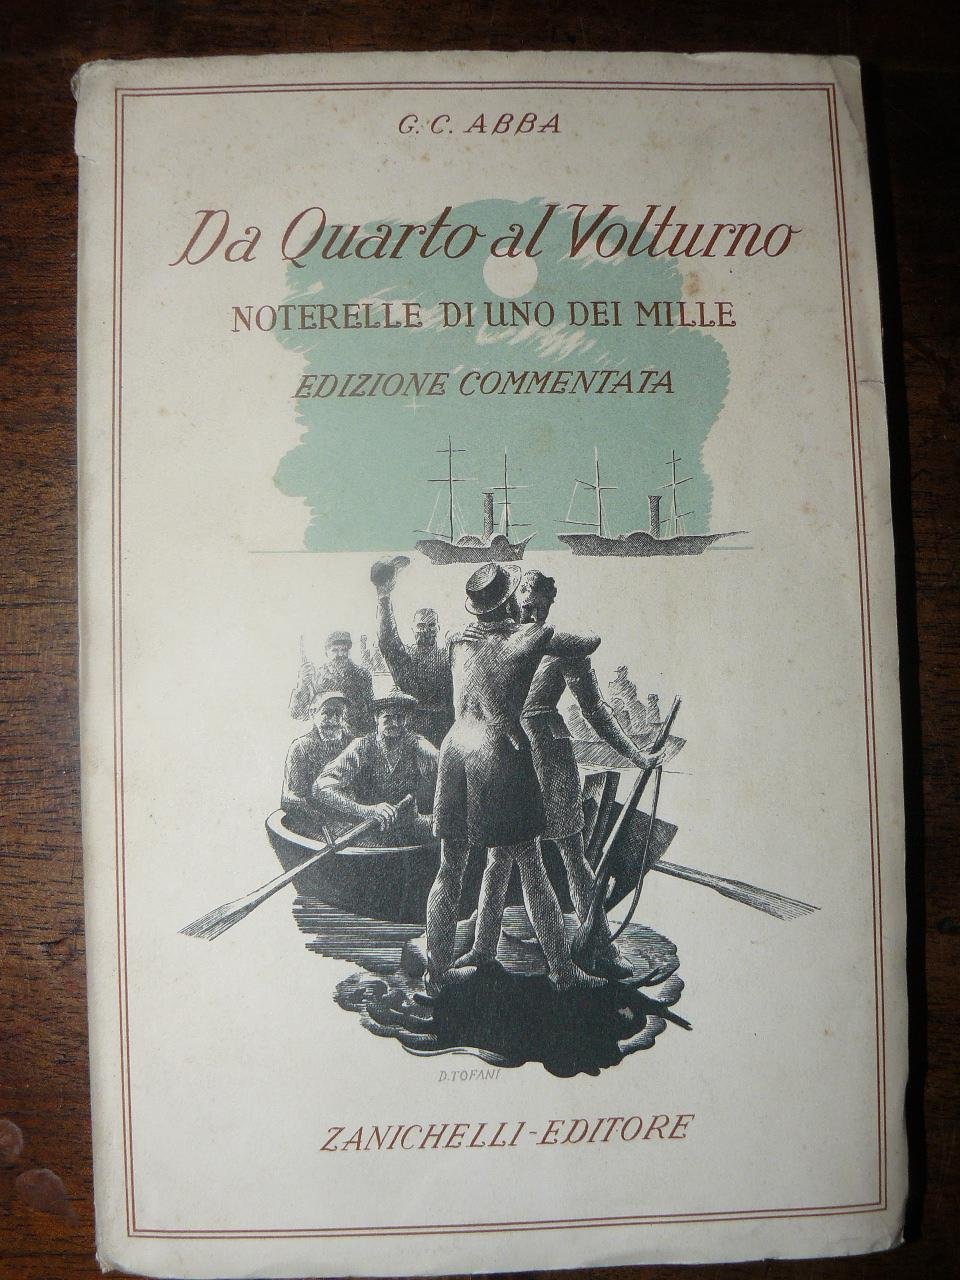 G. C. ABBA
Da Quarto al Volturno
NOTERELLE DI UNO DEI MILLE
EDIZIONE COMMENTATA
D. TOFANI
ZANICHELLI-EDITORE